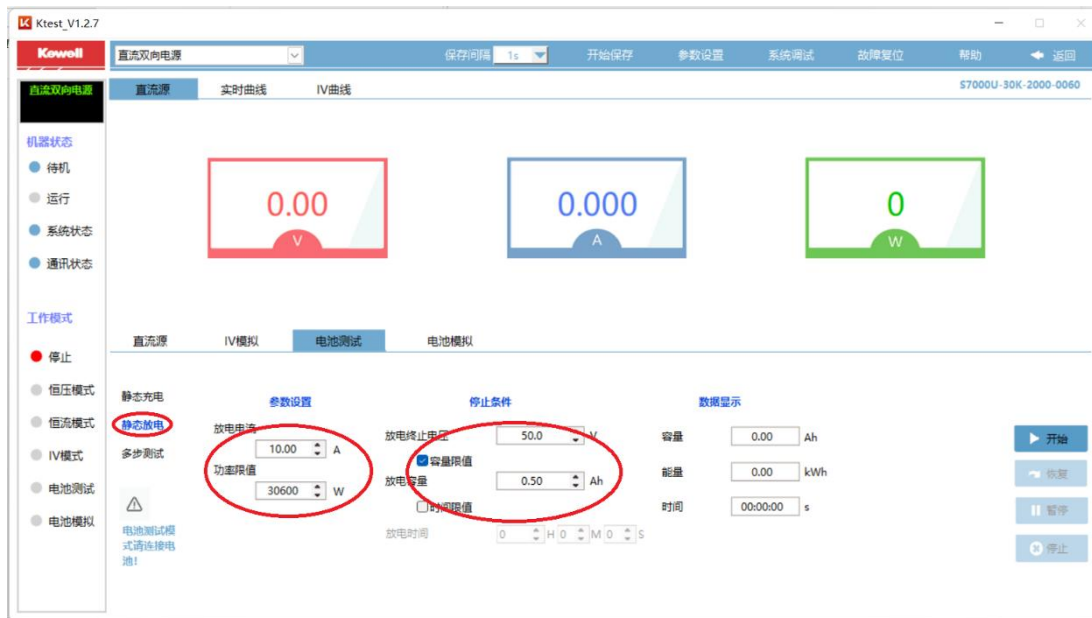 Ktest_V1.2.7
Kewell
直流双向电源
保存间隔 1s 开始保存 参数设置 系统调试 故障复位 帮助 返回
直流双向电源
直流源 实时曲线 IV曲线
S7000U-30K-2000-0060
机器状态
待机
运行
系统状态
通讯状态
0.00
V
0.000
A
0
W
工作模式
停止
恒压模式
恒流模式
IV模式
电池测试
电池模拟
直流源 IV模拟 电池测试 电池模拟
静态充电
静态放电
多步测试
电池测试模
式请连接电
池!
参数设置
放电电流
10.00 A
功率限值
30600 W
停止条件
放电终止电压 50.0 V
容量限值
放电容量 0.50 Ah
时间限值
放电时间 0 H 0 M 0 S
数据显示
容量 0.00 Ah
能量 0.00 kWh
时间 00:00:00 s
开始
恢复
暂停
停止